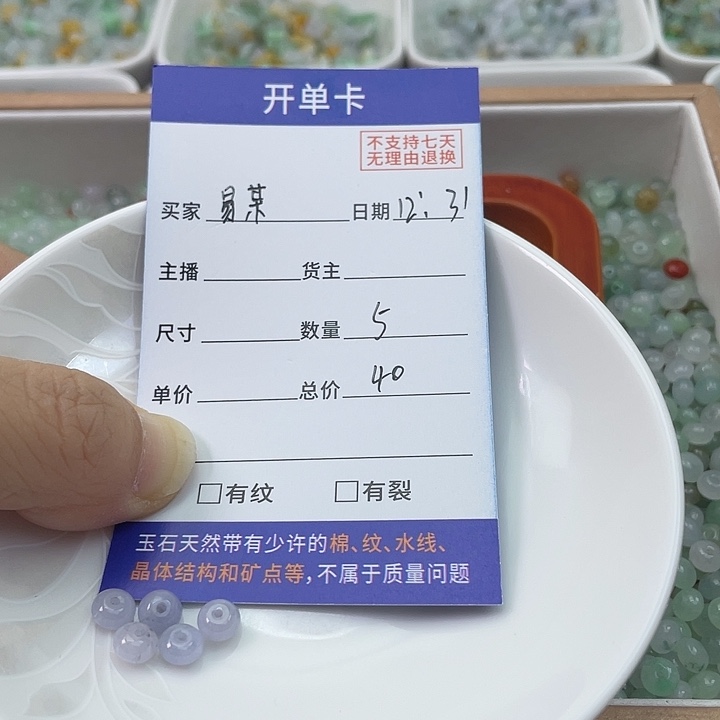 开单卡
不支持七天
无理由退换
买家 易某 日期 12.31
主播 货主
尺寸 数量 5
单价 总价 40
□有纹 □有裂
玉石天然带有少许的棉、纹、水线、
晶体结构和矿点等，不属于质量问题